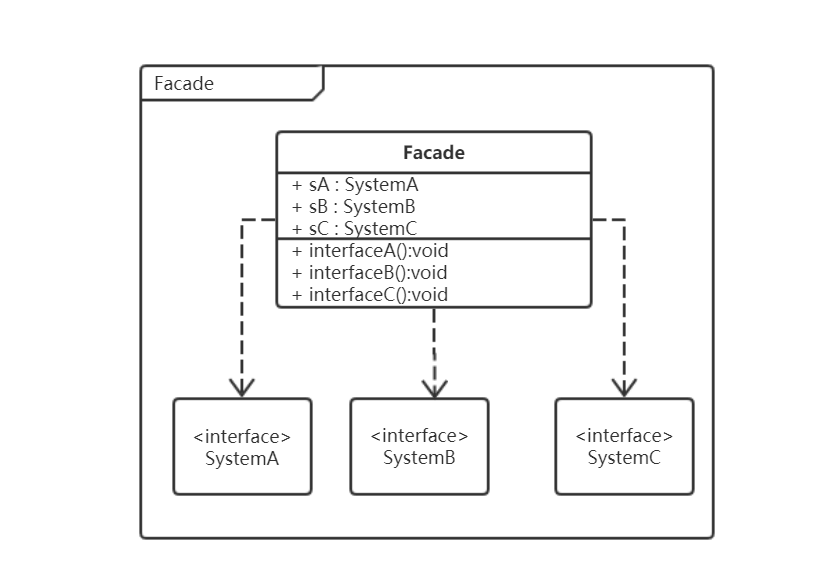 Facade
Facade
+ sA : SystemA
+ sB : SystemB
+ sC : SystemC
+ interfaceA():void
+ interfaceB():void
+ interfaceC():void
<interface>
SystemA
<interface>
SystemB
<interface>
SystemC